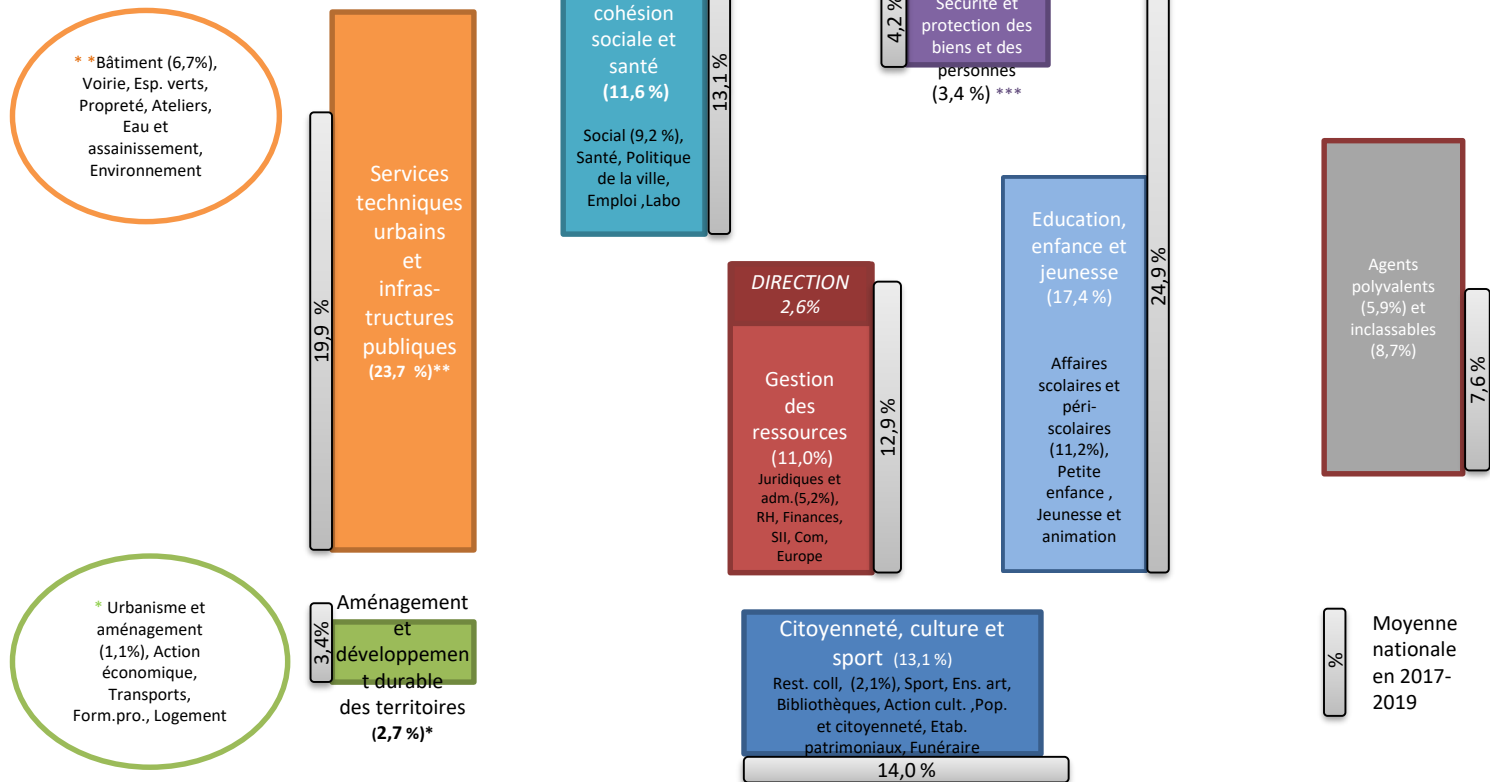 * *Bâtiment (6,7%),
Voirie, Esp. verts,
Propreté, Ateliers,
Eau et
assainissement,
Environnement
19,9 %
Services
techniques
urbains
et
infras-
tructures
publiques
(23,7 %)**
cohésion
sociale et
santé
(11,6 %)
Social (9,2 %),
Santé, Politique
de la ville,
Emploi ,Labo
13,1 %
4,2 %
Sécurité et
protection des
biens et des
personnes
(3,4 %) ***
DIRECTION
2,6%
Gestion
des
ressources
(11,0%)
Juridiques et
adm.(5,2%),
RH, Finances,
SII, Com,
Europe
12,9 %
Education,
enfance et
jeunesse
(17,4 %)
Affaires
scolaires et
péri-
scolaires
(11,2%),
Petite
enfance ,
Jeunesse et
animation
24,9 %
Agents
polyvalents
(5,9%) et
inclassables
(8,7%)
7,6 %
* Urbanisme et
aménagement
(1,1%), Action
économique,
Transports,
Form.pro., Logement
3,4%
Aménagement
et
développemen
t durable
des territoires
(2,7 %)*
Citoyenneté, culture et
sport (13,1 %)
Rest. coll, (2,1%), Sport, Ens. art,
Bibliothèques, Action cult. ,Pop.
et citoyenneté, Etab.
patrimoniaux, Funéraire
14,0 %
%
Moyenne
nationale
en 2017-
2019